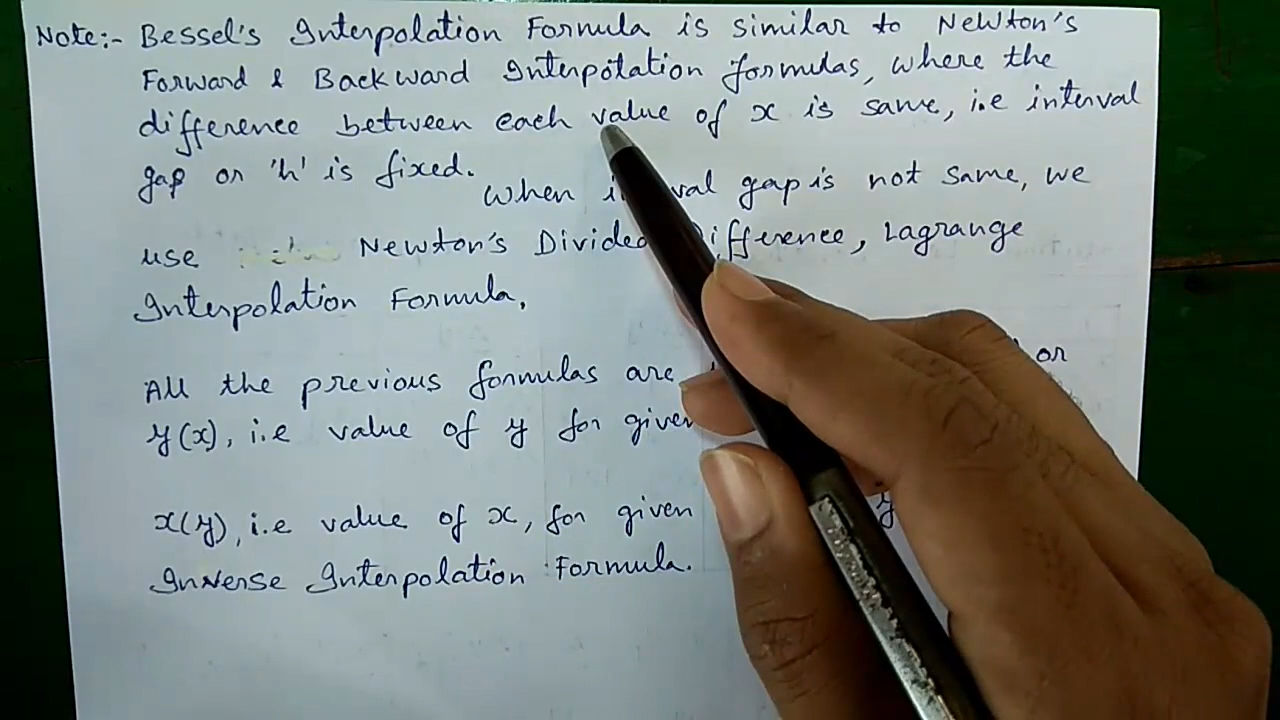 Note:- Bessel's Interpolation Formula is similar to Newton's
Forward & Backward Interpolation formulas, where the
difference between each value of x is same, i.e interval
gap or 'h' is fixed.
When gap is not same, we
use Newton's Divided Difference, Lagrange
Interpolation Formula,
All the previous formulas are or
y(x), i.e value of y for given
x(y), i.e value of x, for given y
Inverse Interpolation Formula.